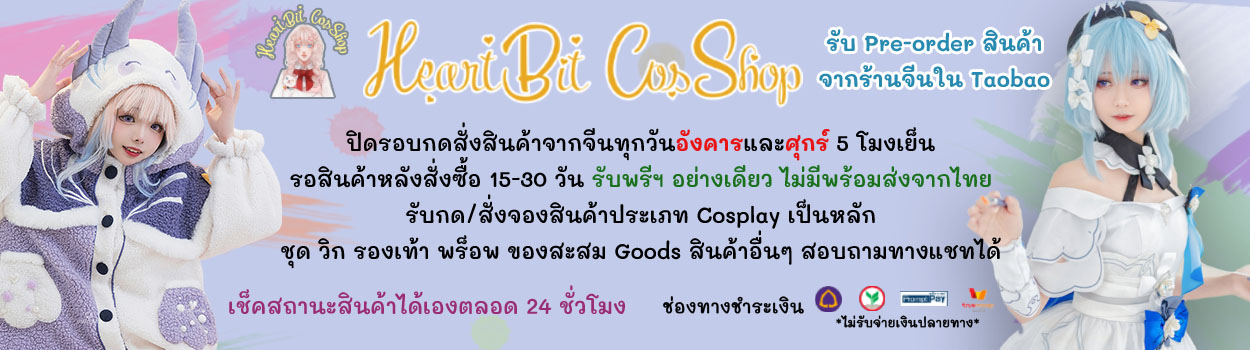 HeartBit CosShop
HeartBit CosShop
รับ Pre-order สินค้า
จากร้านจีนใน Taobao
ปิดรอบกดสั่งสินค้าจากจีนทุกวันอังคารและศุกร์ 5 โมงเย็น
รอสินค้าหลังสั่งซื้อ 15-30 วัน รับพรีฯ อย่างเดียว ไม่มีพร้อมส่งจากไทย
รับกด/สั่งจองสินค้าประเภท Cosplay เป็นหลัก
ชุด วิก รองเท้า พร็อพ ของสะสม Goods สินค้าอื่นๆ สอบถามทางแชทได้
เช็คสถานะสินค้าได้เองตลอด 24 ชั่วโมง
ช่องทางชำระเงิน
Prompt Pay
*ไม่รับจ่ายเงินปลายทาง*